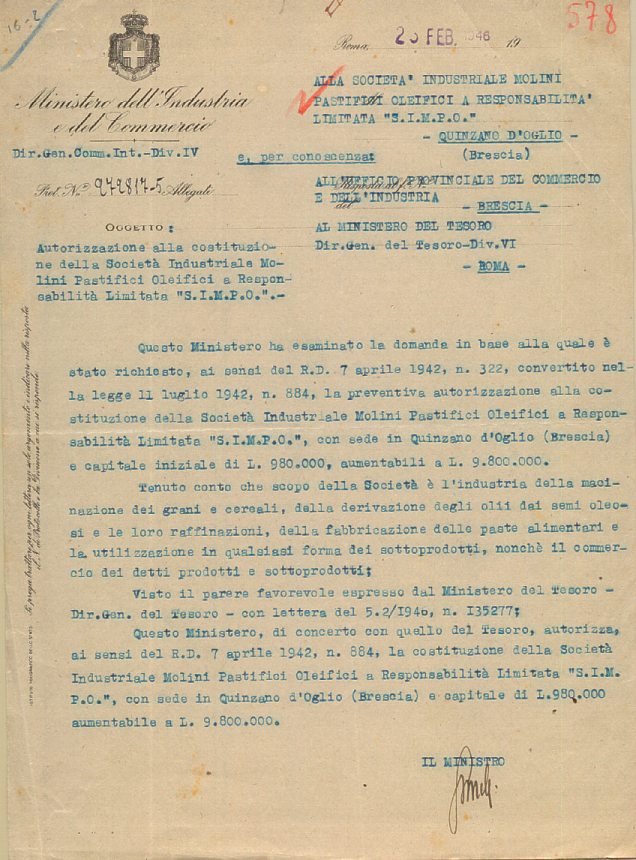 16-2
578
Roma, 25 FEB. 1946 19
Ministero dell'Industria
e del Commercio
Dir.Gen.Comm.Int.-Div.IV
Prot. N.° 272817-5 Allegati
OGGETTO :
Autorizzazione alla costituzio-
ne della Società Industriale Mo-
lini Pastifici Oleifici a Respon-
sabilità Limitata "S.I.M.P.O.".-
ALLA SOCIETA' INDUSTRIALE MOLINI
PASTIFICI OLEIFICI A RESPONSABILITA'
LIMITATA "S.I.M.P.O."
- QUINZANO D'OGLIO -
(Brescia)
e, per conoscenza:
ALL'UFFICIO PROVINCIALE DEL COMMERCIO
E DELL'INDUSTRIA
- BRESCIA -
AL MINISTERO DEL TESORO
Dir.Gen. del Tesoro-Div.VI
- ROMA -
Questo Ministero ha esaminato la domanda in base alla quale è
stato richiesto, ai sensi del R.D. 7 aprile 1942, n. 322, convertito nel-
la legge 11 luglio 1942, n. 884, la preventiva autorizzazione alla co-
stituzione della Società Industriale Molini Pastifici Oleifici a Respon-
sabilità Limitata "S.I.M.P.O.", con sede in Quinzano d'Oglio (Brescia)
e capitale iniziale di L. 980.000, aumentabili a L. 9.800.000.
Tenuto conto che scopo della Società è l'industria della maci-
nazione dei grani e cereali, della derivazione degli olii dai semi oleo-
si e le loro raffinazioni, della fabbricazione delle paste alimentari e
la utilizzazione in qualsiasi forma dei sottoprodotti, nonchè il commer-
cio dei detti prodotti e sottoprodotti;
Visto il parere favorevole espresso dal Ministero del Tesoro -
Dir.Gen. del Tesoro - con lettera del 5.2/1946, n. 135277;
Questo Ministero, di concerto con quello del Tesoro, autorizza,
ai sensi del R.D. 7 aprile 1942, n. 884, la costituzione della Società
Industriale Molini Pastifici Oleifici a Responsabilità Limitata "S.I.M.
P.O.", con sede in Quinzano d'Oglio (Brescia) e capitale di L.980.000
aumentabile a L. 9.800.000.
IL MINISTRO